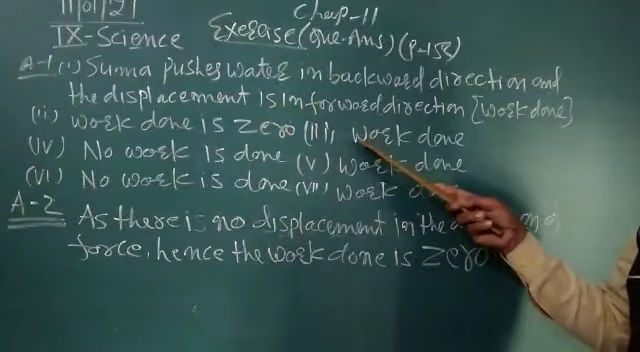 11/01/21
Chap-11
IX-Science Exercise (Que-Ans) (P-158)
A-1 (i) Suma pushes water in backward direction and
the displacement is in forward direction [work done]
(ii) work done is zero (iii), work done
(iv) No work is done (v) work done
(vi) No work is done (vii) work
A-2 As there is no displacement in the of
force, hence the work done is zero